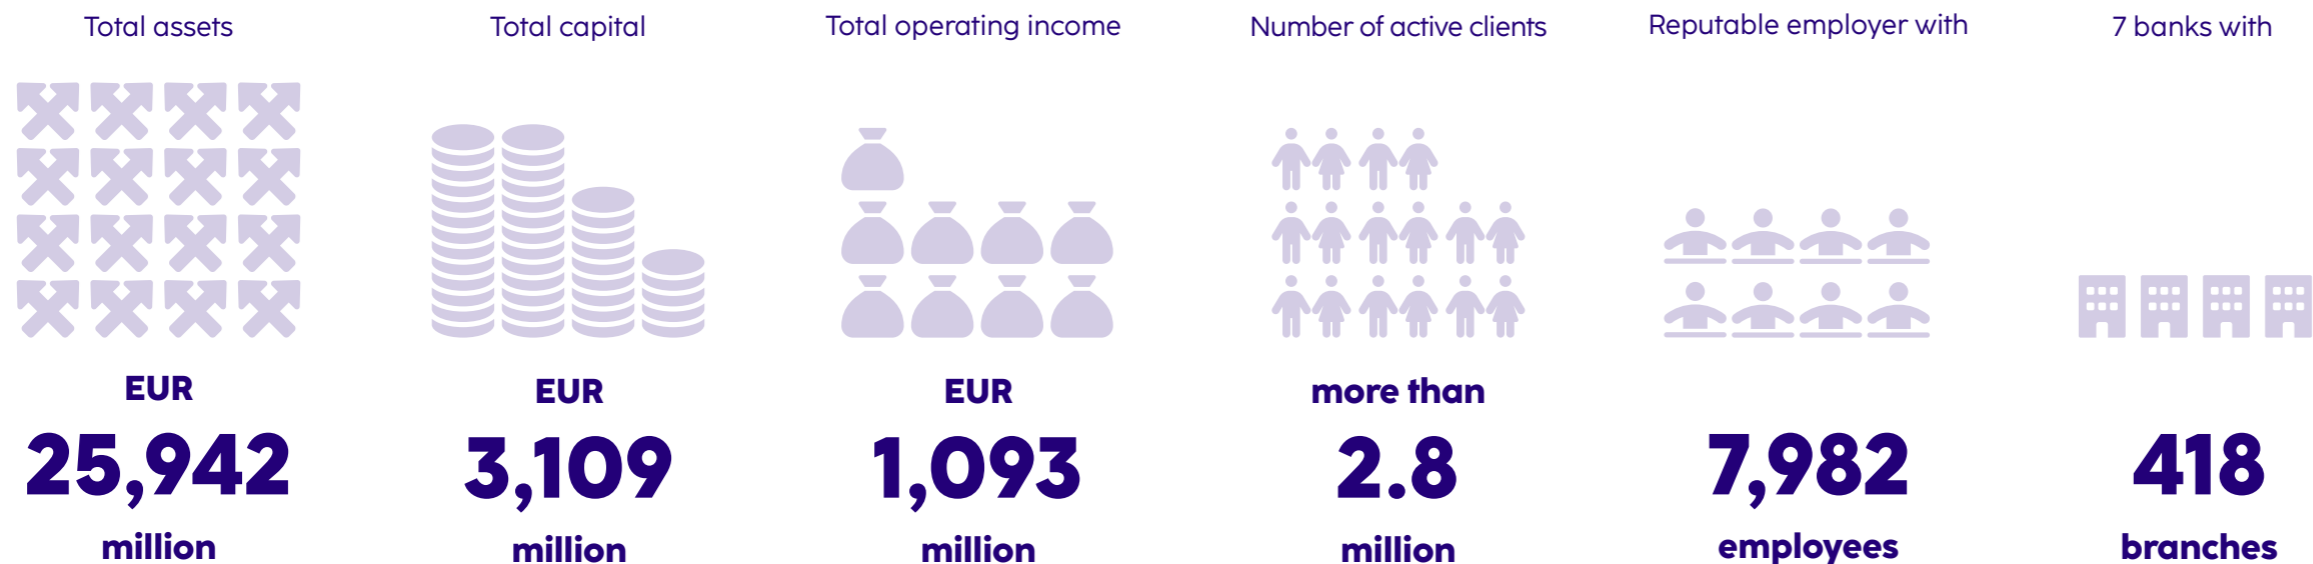 Total assets
EUR
25,942
million
Total capital
EUR
3,109
million
Total operating income
EUR
1,093
million
Number of active clients
more than
2.8
million
Reputable employer with
7,982
employees
7 banks with
418
branches